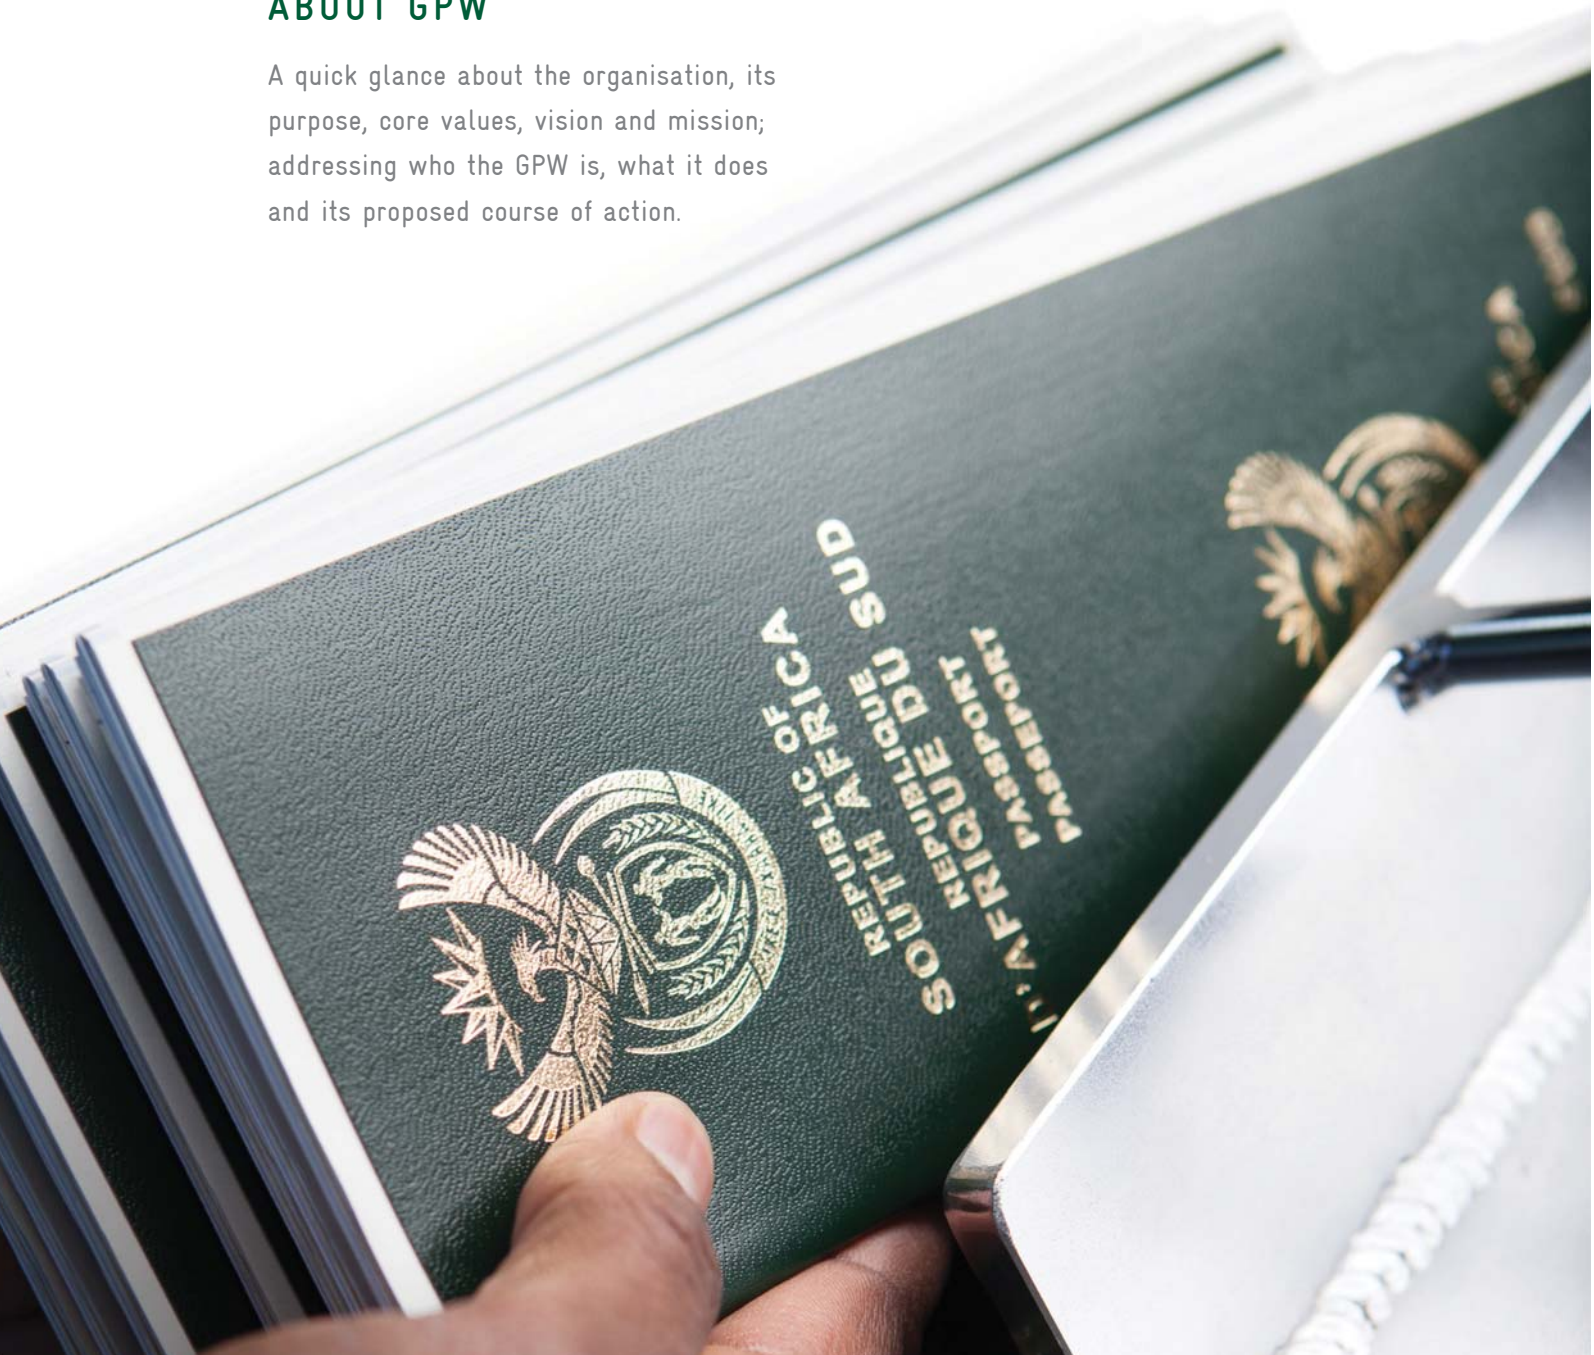 ABOUT GPW
A quick glance about the organisation, its
purpose, core values, vision and mission;
addressing who the GPW is, what it does
and its proposed course of action.
REPUBLIC OF
SOUTH AFRICA
REPUBLIQUE
D'AFRIQUE DU SUD
PASSPORT
PASSEPORT